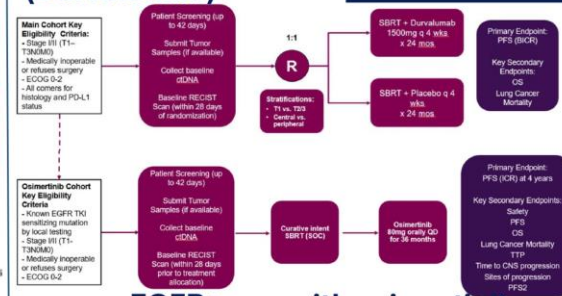 Main Cohort Key
Eligibility Criteria:
- Stage I/II (T1–
T3N0M0)
- Medically inoperable
or refuses surgery
- ECOG 0-2
- All comers for
histology and PD-L1
status
Patient Screening (up
to 42 days)
Submit Tumor
Samples (if available)
Collect baseline
ctDNA
Baseline RECIST
Scan (within 28 days
of randomization)
1:1
R
Stratifications:
• T1 vs. T2/3
• Central vs.
peripheral
SBRT + Durvalumab
1500mg q 4 wks
x 24 mos
SBRT + Placebo q 4
wks
x 24 mos
Primary Endpoint:
PFS (BICR)
Key Secondary
Endpoints:
OS
Lung Cancer
Mortality
Osimertinib Cohort
Key Eligibility
Criteria
- Known EGFR TKI
sensitizing mutation
by local testing
- Stage I/II (T1-
T3N0M0)
- Medically inoperable
or refuses surgery
- ECOG 0-2
Patient Screening (up
to 42 days)
Submit Tumor
Samples (if available)
Collect baseline
ctDNA
Baseline RECIST
Scan (within 28 days
prior to treatment
allocation)
Curative intent
SBRT (SOC)
Osimertinib
80mg orally QD
for 36 months
Primary Endpoint:
PFS (ICR) at 4 years
Key Secondary Endpoints:
Safety
PFS
OS
Lung Cancer Mortality
TTP
Time to CNS progression
Sites of progression
PFS2